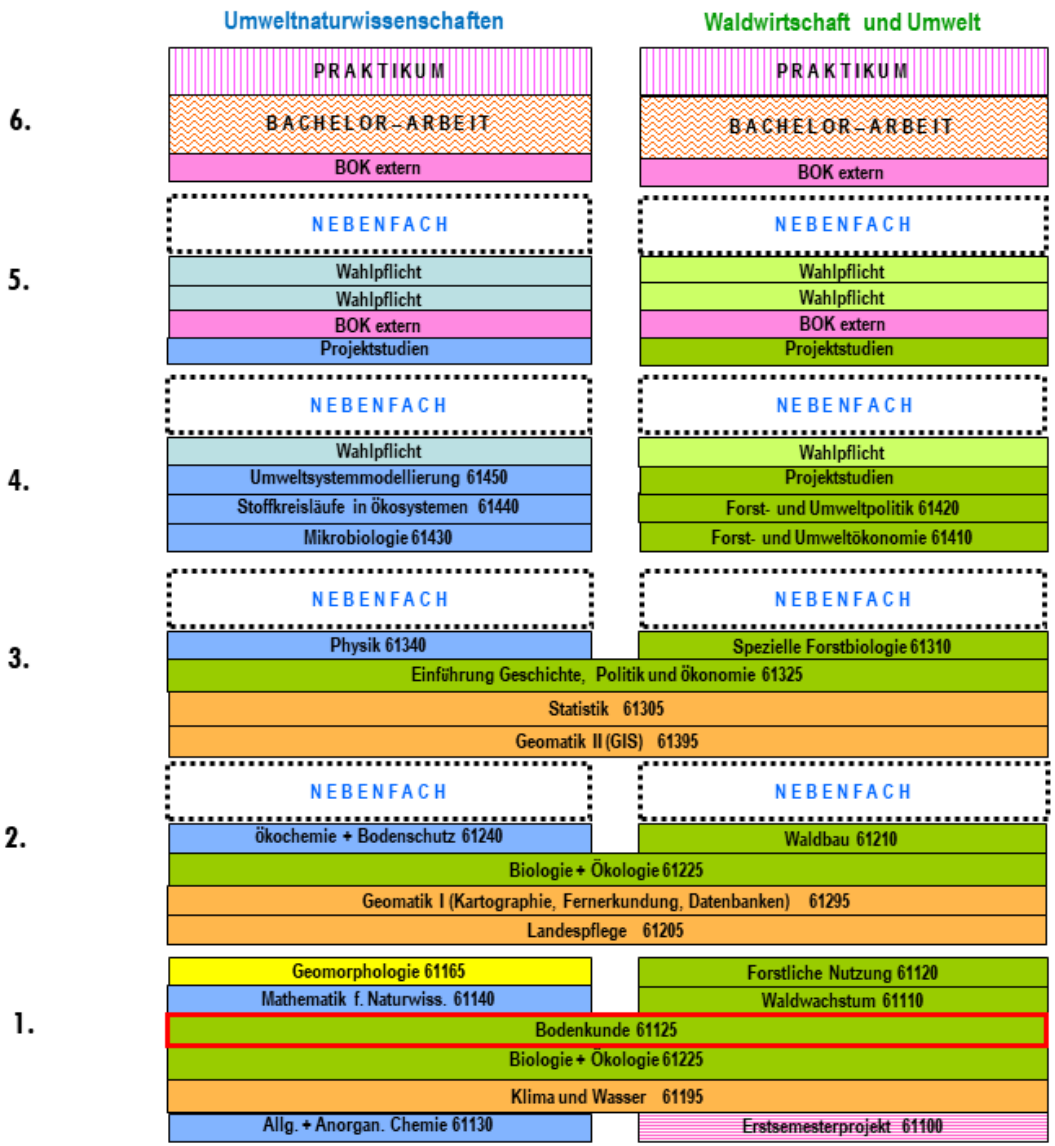 Umweltnaturwissenschaften
Waldwirtschaft und Umwelt
6.
PRAKTIKUM
PRAKTIKUM
BACHELOR–ARBEIT
BACHELOR–ARBEIT
BOK extern
BOK extern
5.
NEBENFACH
NEBENFACH
Wahlpflicht
Wahlpflicht
Wahlpflicht
Wahlpflicht
BOK extern
BOK extern
Projektstudien
Projektstudien
4.
NEBENFACH
NEBENFACH
Wahlpflicht
Wahlpflicht
Umweltsystemmodellierung 61450
Projektstudien
Stoffkreisläufe in ökosystemen 61440
Forst- und Umweltpolitik 61420
Mikrobiologie 61430
Forst- und Umweltökonomie 61410
3.
NEBENFACH
NEBENFACH
Physik 61340
Spezielle Forstbiologie 61310
Einführung Geschichte, Politik und ökonomie 61325
Statistik 61305
Geomatik II (GIS) 61395
2.
NEBENFACH
NEBENFACH
ökochemie + Bodenschutz 61240
Waldbau 61210
Biologie + Ökologie 61225
Geomatik I (Kartographie, Fernerkundung, Datenbanken) 61295
Landespflege 61205
1.
Geomorphologie 61165
Forstliche Nutzung 61120
Mathematik f. Naturwiss. 61140
Waldwachstum 61110
Bodenkunde 61125
Biologie + Ökologie 61225
Klima und Wasser 61195
Allg. + Anorgan. Chemie 61130
Erstsemesterprojekt 61100